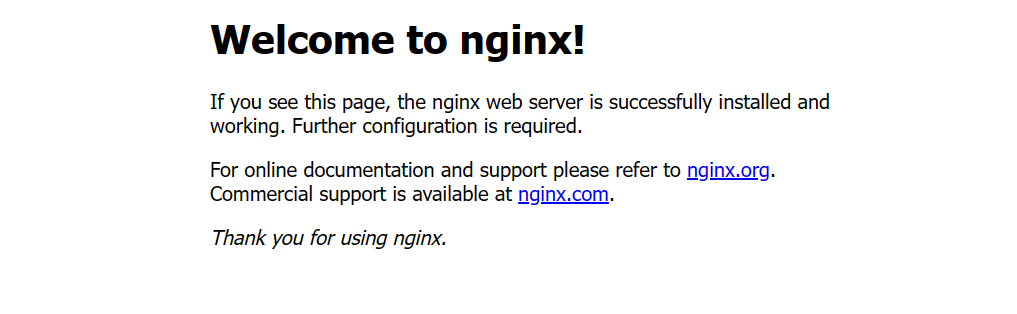 Welcome to nginx!
If you see this page, the nginx web server is successfully installed and
working. Further configuration is required.
For online documentation and support please refer to nginx.org.
Commercial support is available at nginx.com.
Thank you for using nginx.